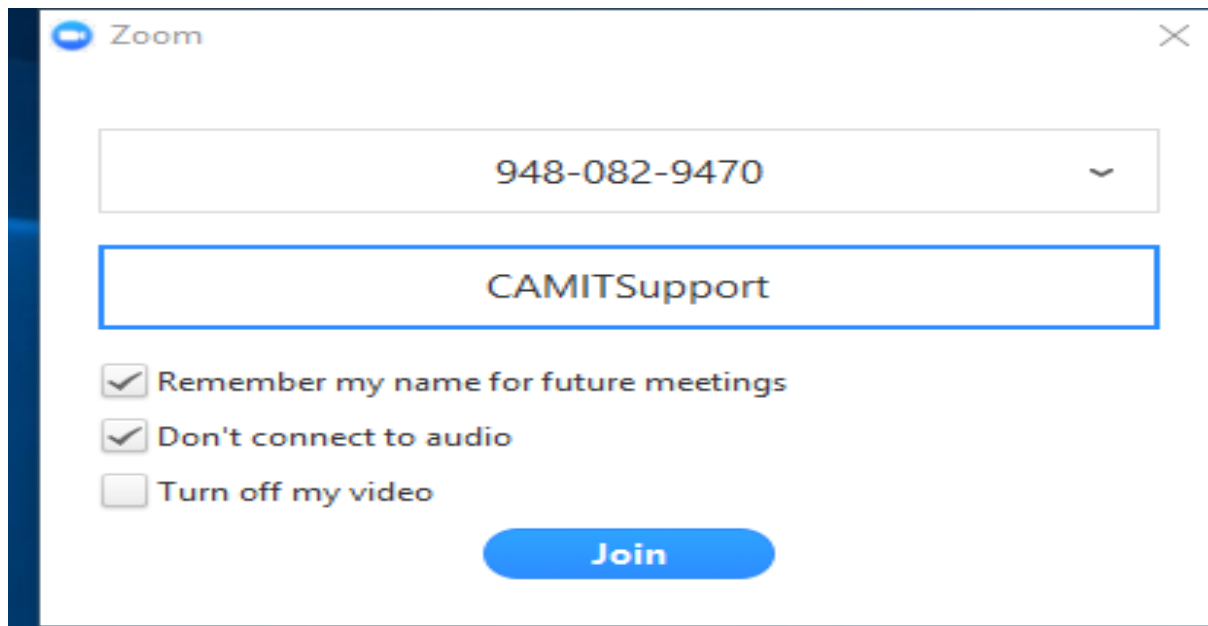 Zoom
948-082-9470
CAMITSupport
Remember my name for future meetings
Don't connect to audio
Turn off my video
Join